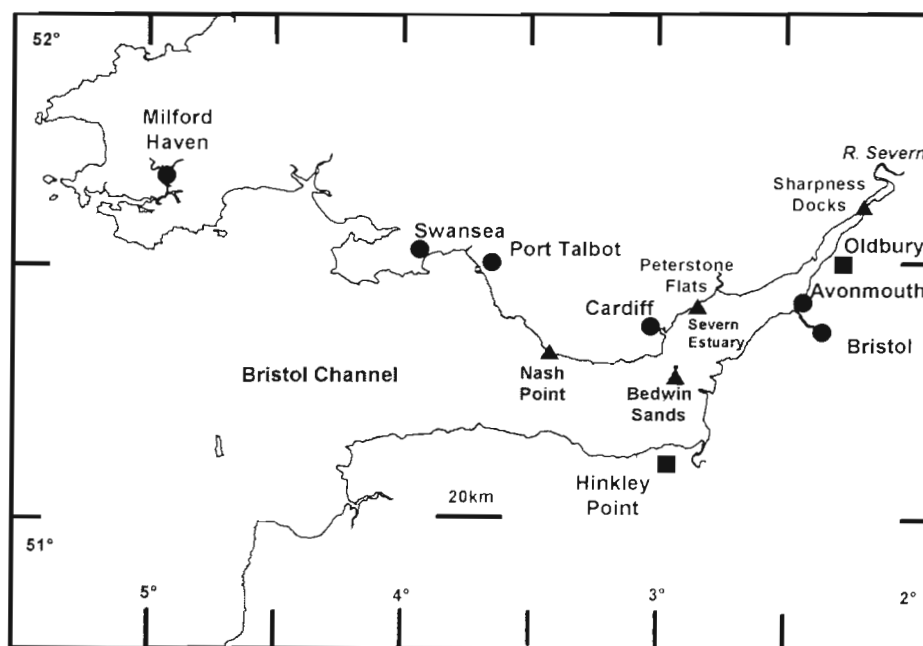 52°
Milford
Haven
R. Severn
Sharpness
Docks
Swansea
Port Talbot
Oldbury
Peterstone
Flats
Avonmouth
Cardiff
Severn
Estuary
Bristol
Bristol Channel
Nash
Point
Bedwin
Sands
20km
Hinkley
Point
51°
5°
4°
3°
2°